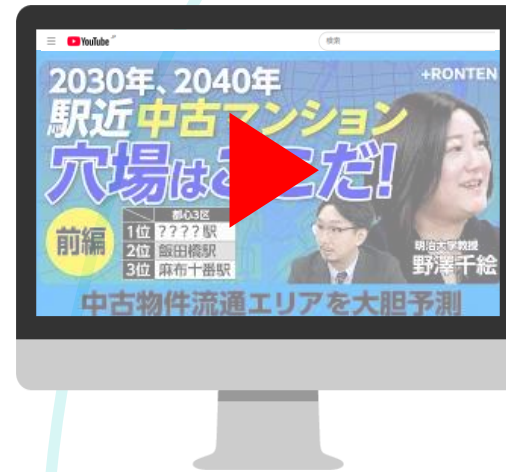 YouTube JP
検索
+RONTEN
2030年、2040年
駅近中古マンション
穴場はここだ!
前編
都心3区
1位 ????駅
2位 飯田橋駅
3位 麻布十番駅
明治大学教授
野澤千絵
中古物件流通エリアを大胆予測